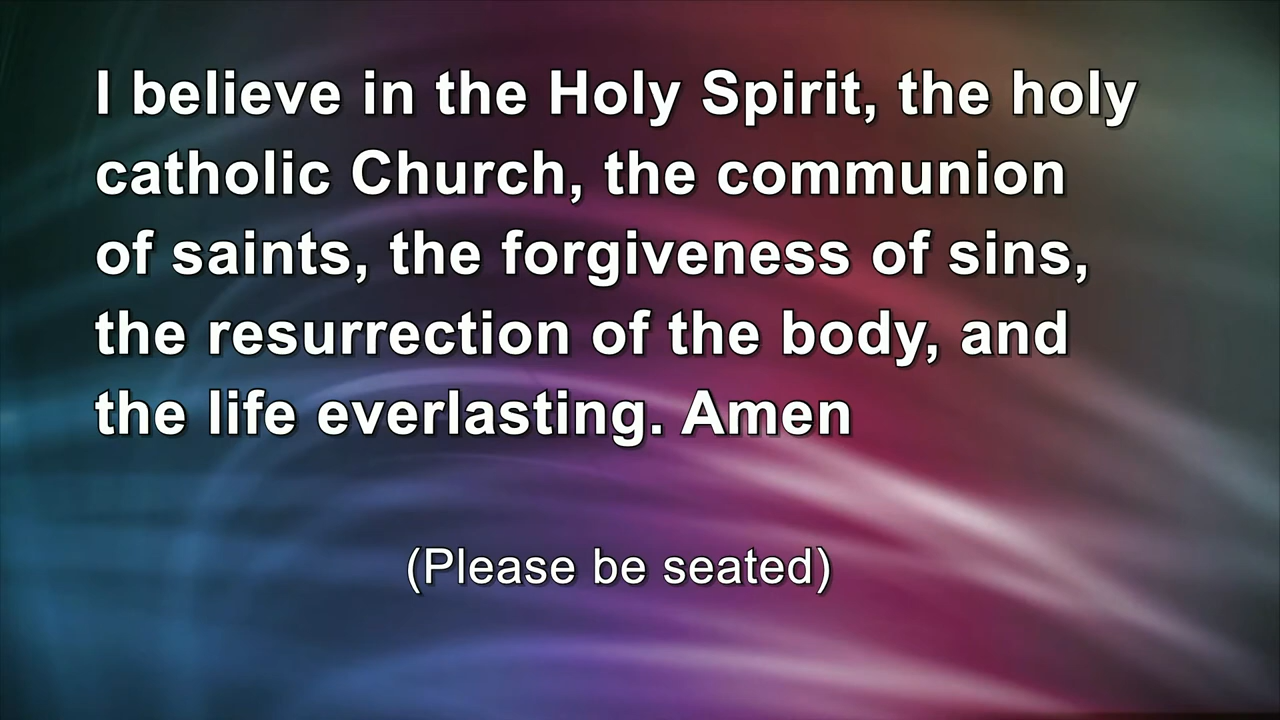 I believe in the Holy Spirit, the holy
catholic Church, the communion
of saints, the forgiveness of sins,
the resurrection of the body, and
the life everlasting. Amen
(Please be seated)